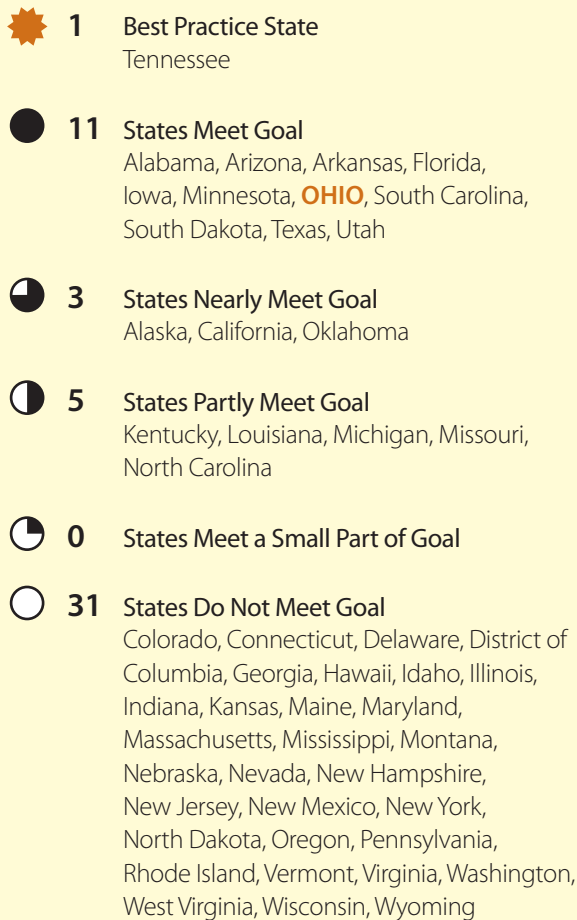 1 Best Practice State
Tennessee
11 States Meet Goal
Alabama, Arizona, Arkansas, Florida,
Iowa, Minnesota, OHIO, South Carolina,
South Dakota, Texas, Utah
3 States Nearly Meet Goal
Alaska, California, Oklahoma
5 States Partly Meet Goal
Kentucky, Louisiana, Michigan, Missouri,
North Carolina
0 States Meet a Small Part of Goal
31 States Do Not Meet Goal
Colorado, Connecticut, Delaware, District of
Columbia, Georgia, Hawaii, Idaho, Illinois,
Indiana, Kansas, Maine, Maryland,
Massachusetts, Mississippi, Montana,
Nebraska, Nevada, New Hampshire,
New Jersey, New Mexico, New York,
North Dakota, Oregon, Pennsylvania,
Rhode Island, Vermont, Virginia, Washington,
West Virginia, Wisconsin, Wyoming